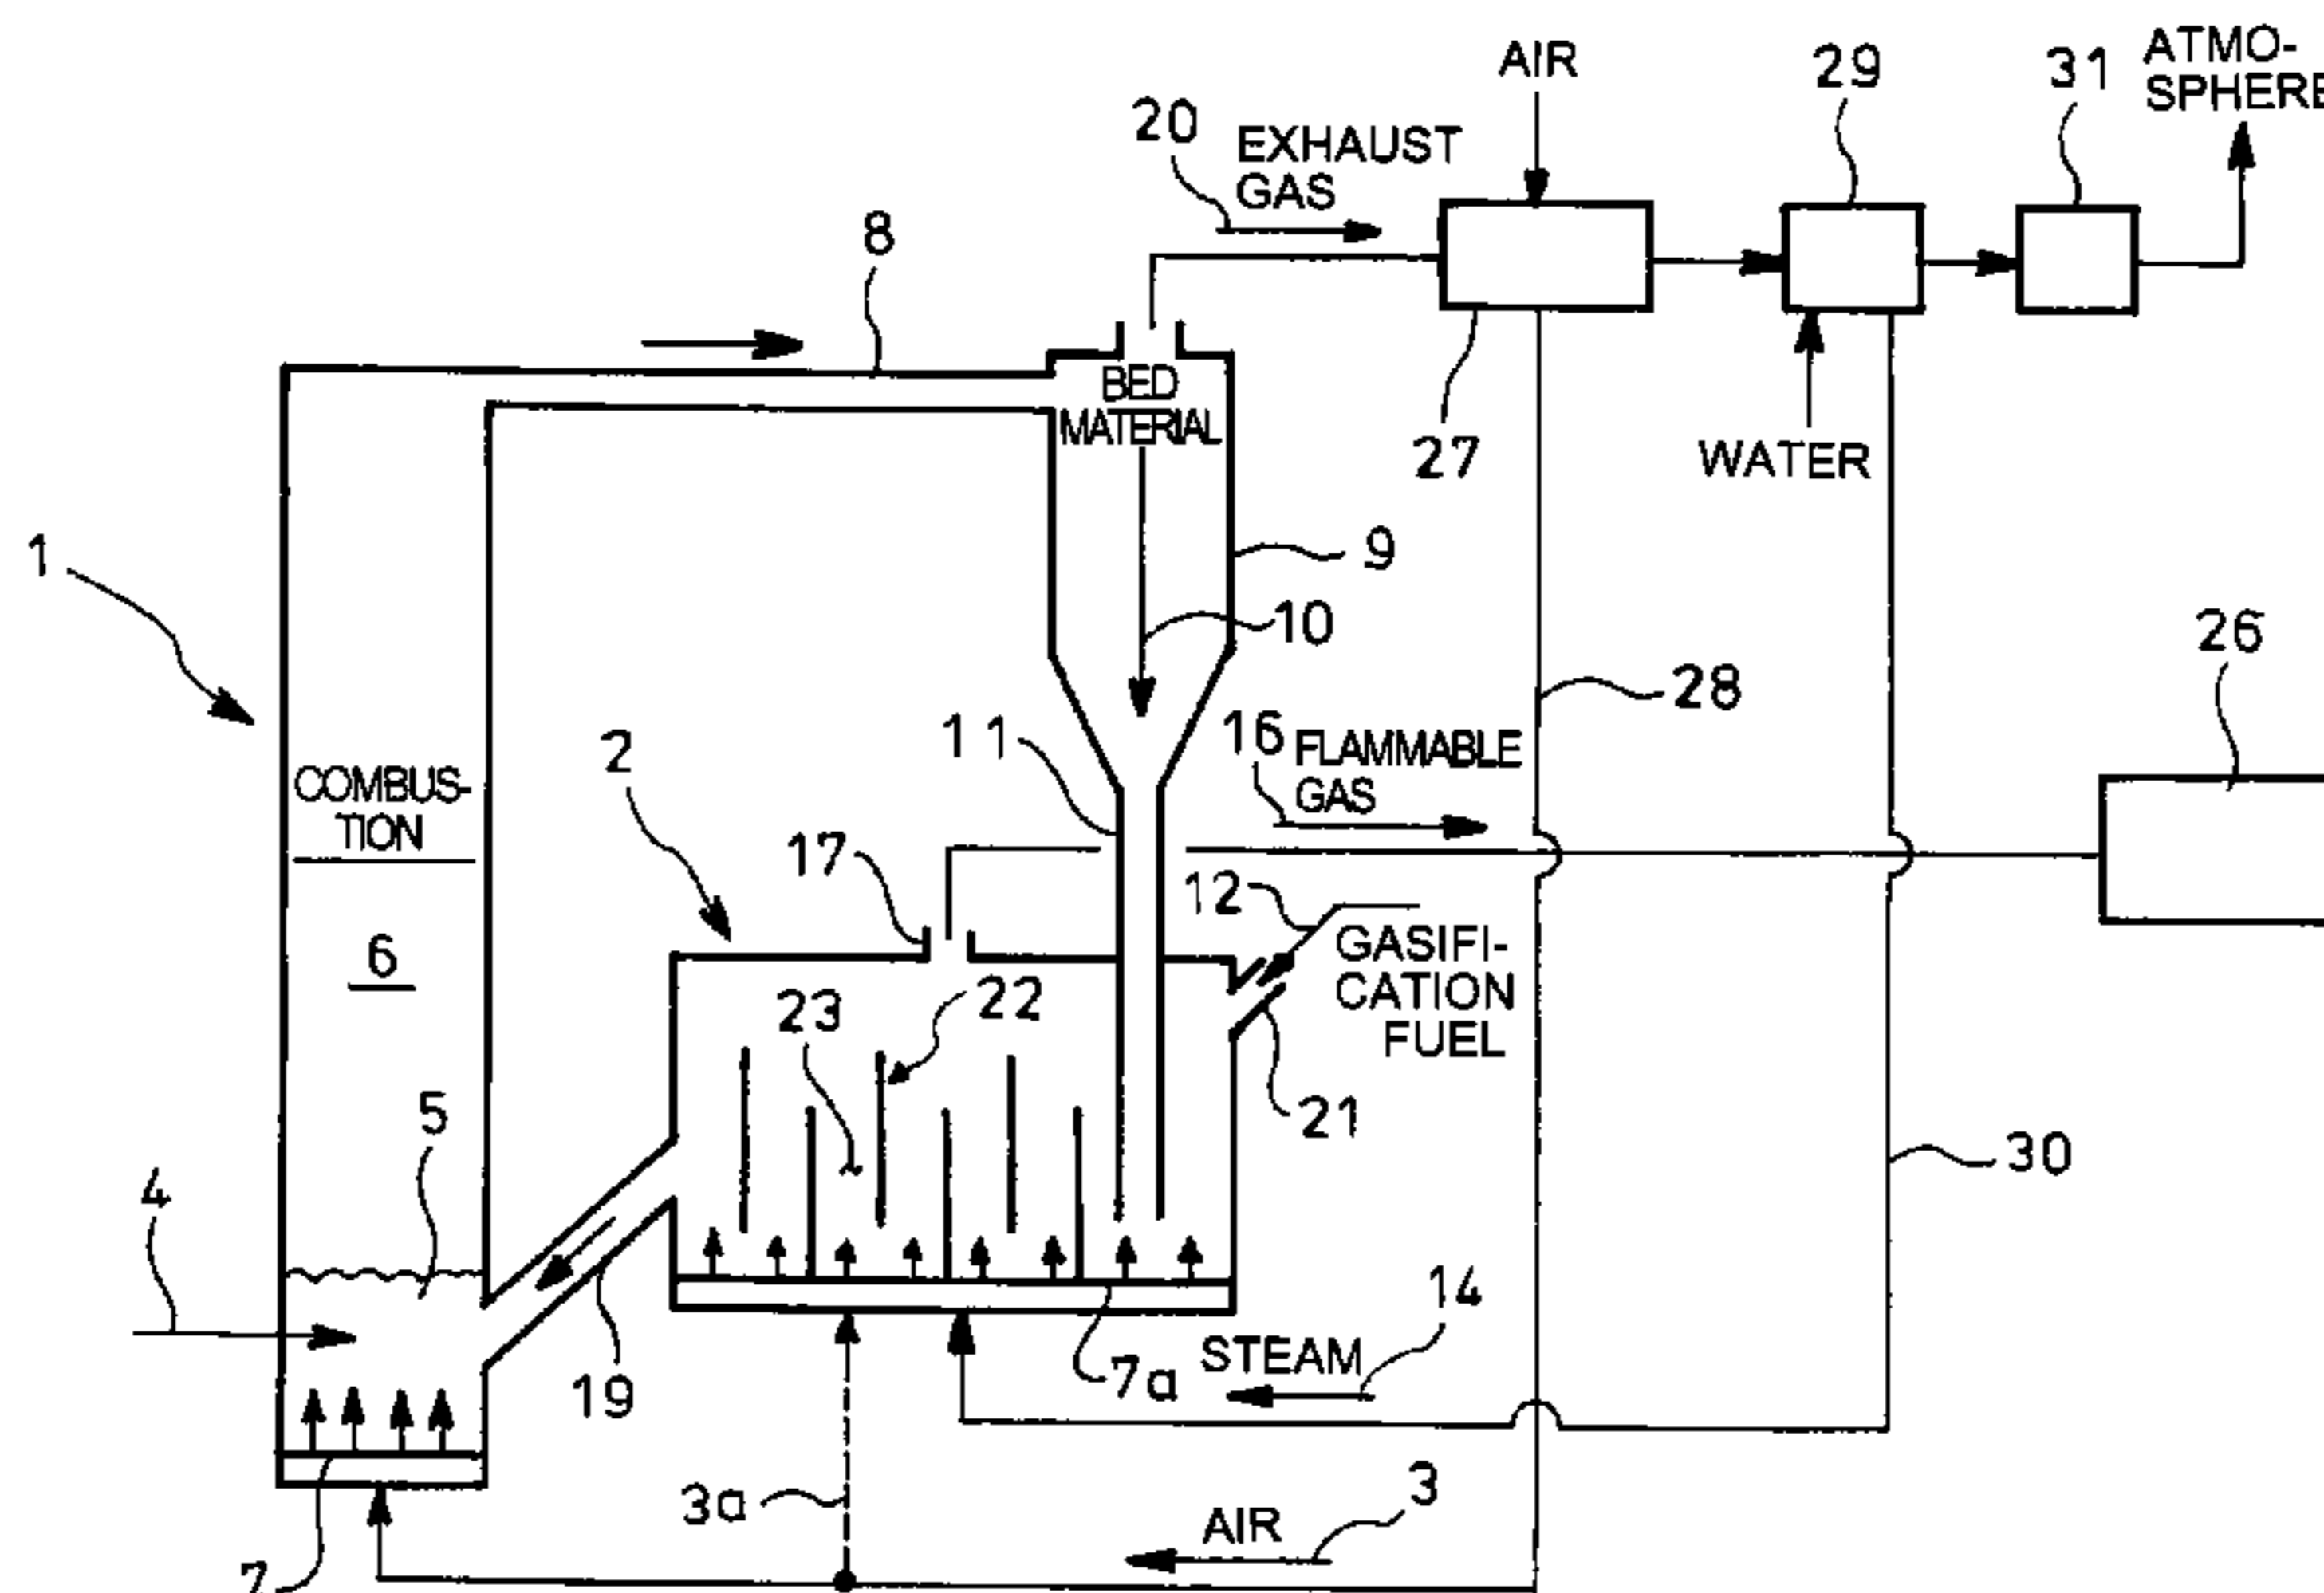 AIR
29
31
ATMO-
SPHERE
20
EXHAUST
GAS
8
BED
MATERIAL
27
WATER
1
9
10
26
28
11
16
FLAMMABLE
GAS
2
COMBUS-
TION
17
12
6
GASIFI-
CATION
FUEL
23
22
21
5
30
4
14
STEAM
7a
19
3a
AIR
3
7